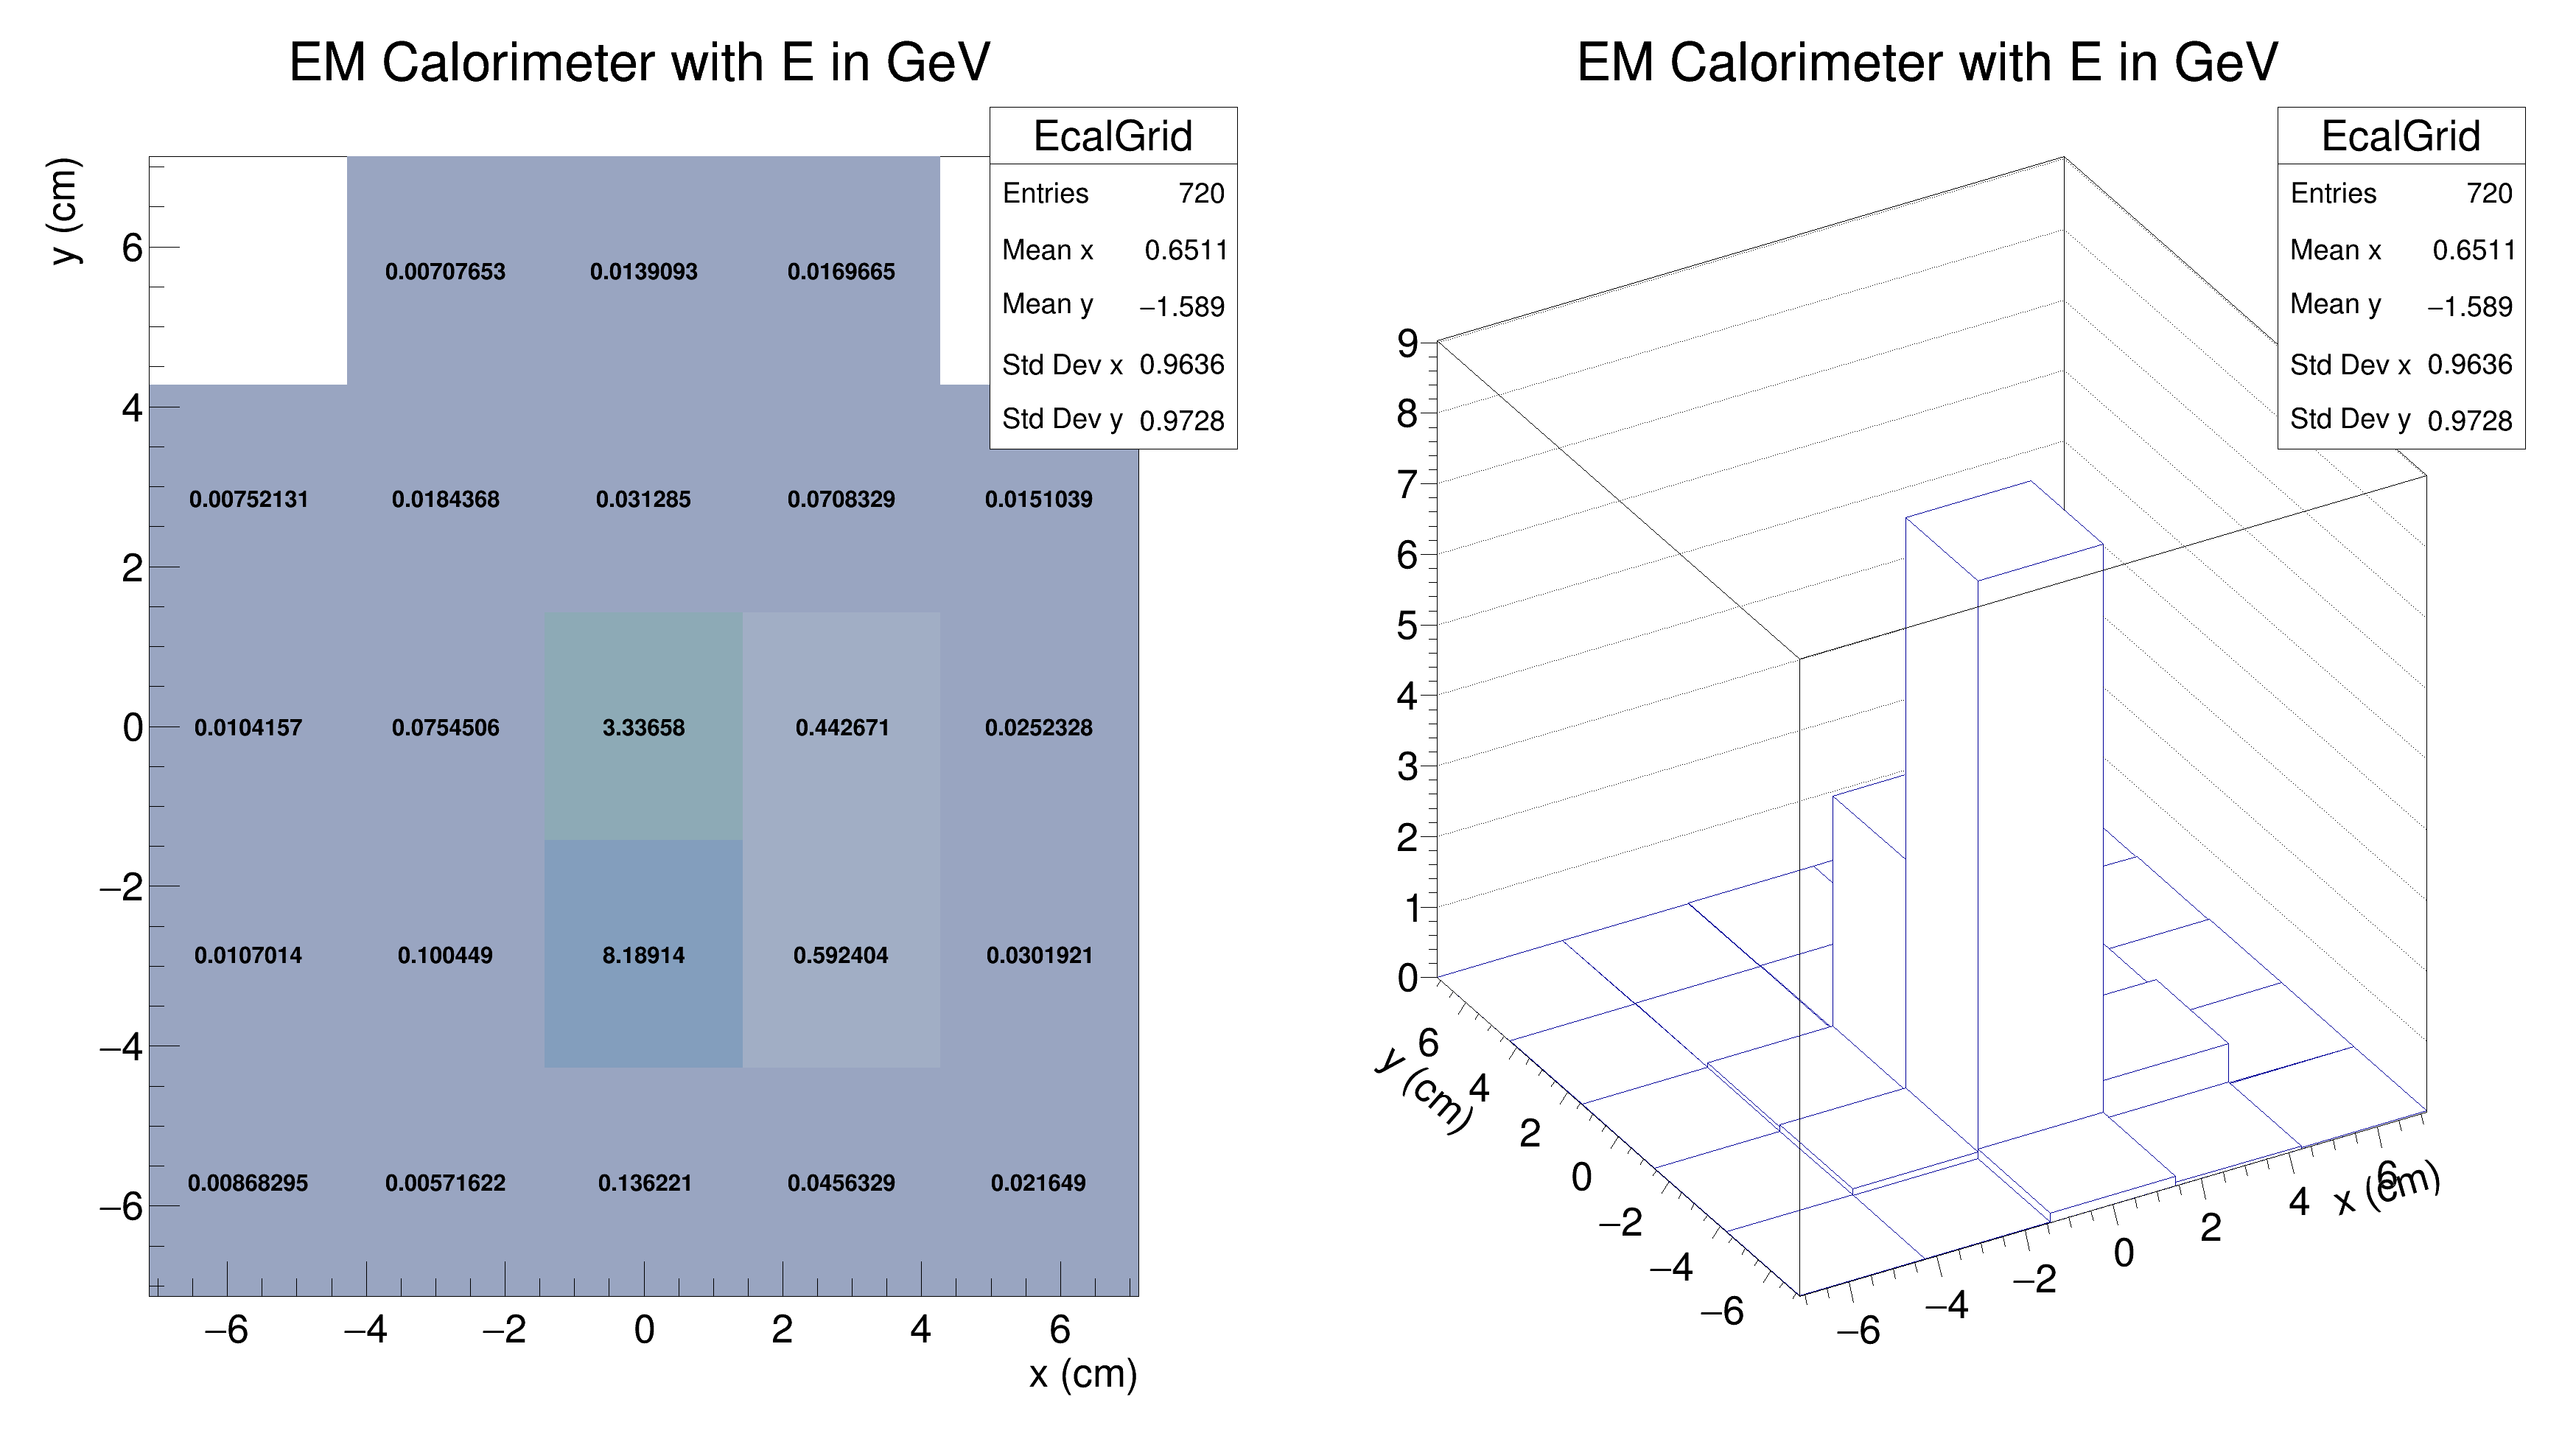 EM Calorimeter with E in GeV
EcalGrid
Entries 720
Mean x 0.6511
Mean y −1.589
Std Dev x 0.9636
Std Dev y 0.9728
y (cm)
6
4
2
0
−2
−4
−6
0.00707653 0.0139093 0.0169665
0.00752131 0.0184368 0.031285 0.0708329 0.0151039
0.0104157 0.0754506 3.33658 0.442671 0.0252328
0.0107014 0.100449 8.18914 0.592404 0.0301921
0.00868295 0.00571622 0.136221 0.0456329 0.021649
−6 −4 −2 0 2 4 6
x (cm)
EM Calorimeter with E in GeV
EcalGrid
Entries 720
Mean x 0.6511
Mean y −1.589
Std Dev x 0.9636
Std Dev y 0.9728
9
8
7
6
5
4
3
2
1
0
6
4
2
0
−2
−4
−6
y (cm)
−6 −4 −2 0 2 4 6
x (cm)